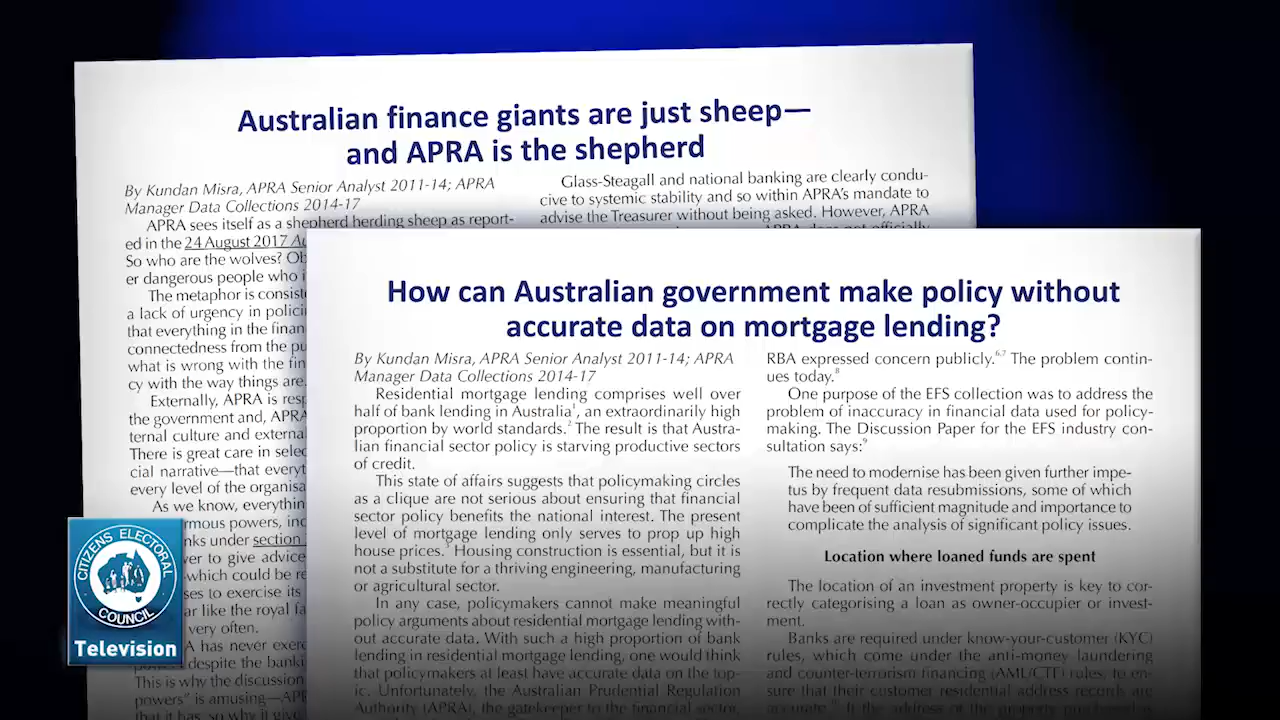 Australian finance giants are just sheep—
and APRA is the shepherd
By Kundan Misra, APRA Senior Analyst 2011-14; APRA
Manager Data Collections 2014-17
APRA sees itself as a shepherd herding sheep as report-
ed in the 24 August 2017
So who are the wolves?
er dangerous people who
The metaphor is
a lack of urgency in
that everything in the
connectedness from the
what is wrong with the
cy with the way things are.
Externally, APRA is
the government and, APRA
ternal culture and
There is great care in
cial narrative—that
every level of the
As we know,
powers,
under section
to give advice
which could be
to exercise its
like the royal
very often.
has never
despite the
This is why the discussion
powers” is amusing—
that it has, so why it
Glass-Steagall and national banking are clearly condu-
cive to systemic stability and so within APRA’s mandate to
advise the Treasurer without being asked. However, APRA
APRA does not officially
How can Australian government make policy without
accurate data on mortgage lending?
By Kundan Misra, APRA Senior Analyst 2011-14; APRA
Manager Data Collections 2014-17
Residential mortgage lending comprises well over
half of bank lending in Australia¹, an extraordinarily high
proportion by world standards.² The result is that Austra-
lian financial sector policy is starving productive sectors
of credit.
This state of affairs suggests that policymaking circles
as a clique are not serious about ensuring that financial
sector policy benefits the national interest. The present
level of mortgage lending only serves to prop up high
house prices. Housing construction is essential, but it is
not a substitute for a thriving engineering, manufacturing
or agricultural sector.
In any case, policymakers cannot make meaningful
policy arguments about residential mortgage lending with-
out accurate data. With such a high proportion of bank
lending in residential mortgage lending, one would think
that policymakers at least have accurate data on the top-
ic. Unfortunately, the Australian Prudential Regulation
Authority (APRA), the gatekeeper to the financial sector,
RBA expressed concern publicly.⁶,⁷ The problem contin-
ues today.⁸
One purpose of the EFS collection was to address the
problem of inaccuracy in financial data used for policy-
making. The Discussion Paper for the EFS industry con-
sultation says:⁹
The need to modernise has been given further impe-
tus by frequent data resubmissions, some of which
have been of sufficient magnitude and importance to
complicate the analysis of significant policy issues.
Location where loaned funds are spent
The location of an investment property is key to cor-
rectly categorising a loan as owner-occupier or invest-
ment.
Banks are required under know-your-customer (KYC)
rules, which come under the anti-money laundering
and counter-terrorism financing (AML/CTF) rules, to en-
sure that their customer residential address records are
accurate. If the address of the property purchased
CITIZENS ELECTORAL
COUNCIL
Television